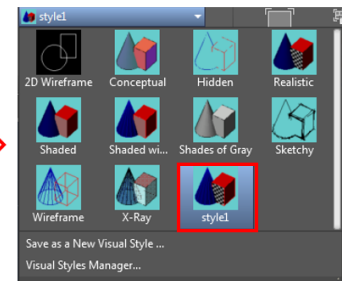 style1
2D Wireframe Conceptual Hidden Realistic
Shaded Shaded wi... Shades of Gray Sketchy
Wireframe X-Ray style1
Save as a New Visual Style ...
Visual Styles Manager...